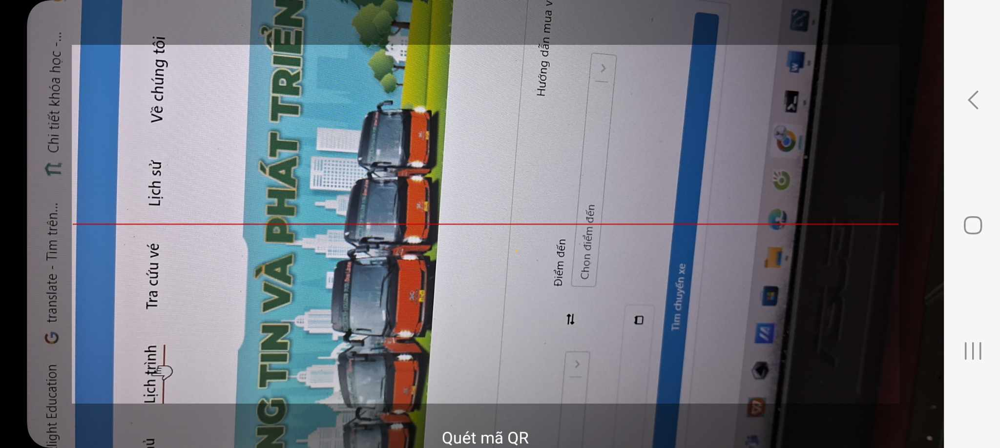 light Education
translate - Tìm trên...
Chi tiết khóa học -...
Lịch trình
Tra cứu vé
Lịch sử
Về chúng tôi
TIN VÀ PHÁT TRIỂN
Hướng dẫn mua v
Điểm đến
Chọn điểm đến
Tìm chuyến xe
ASUS
Quét mã QR